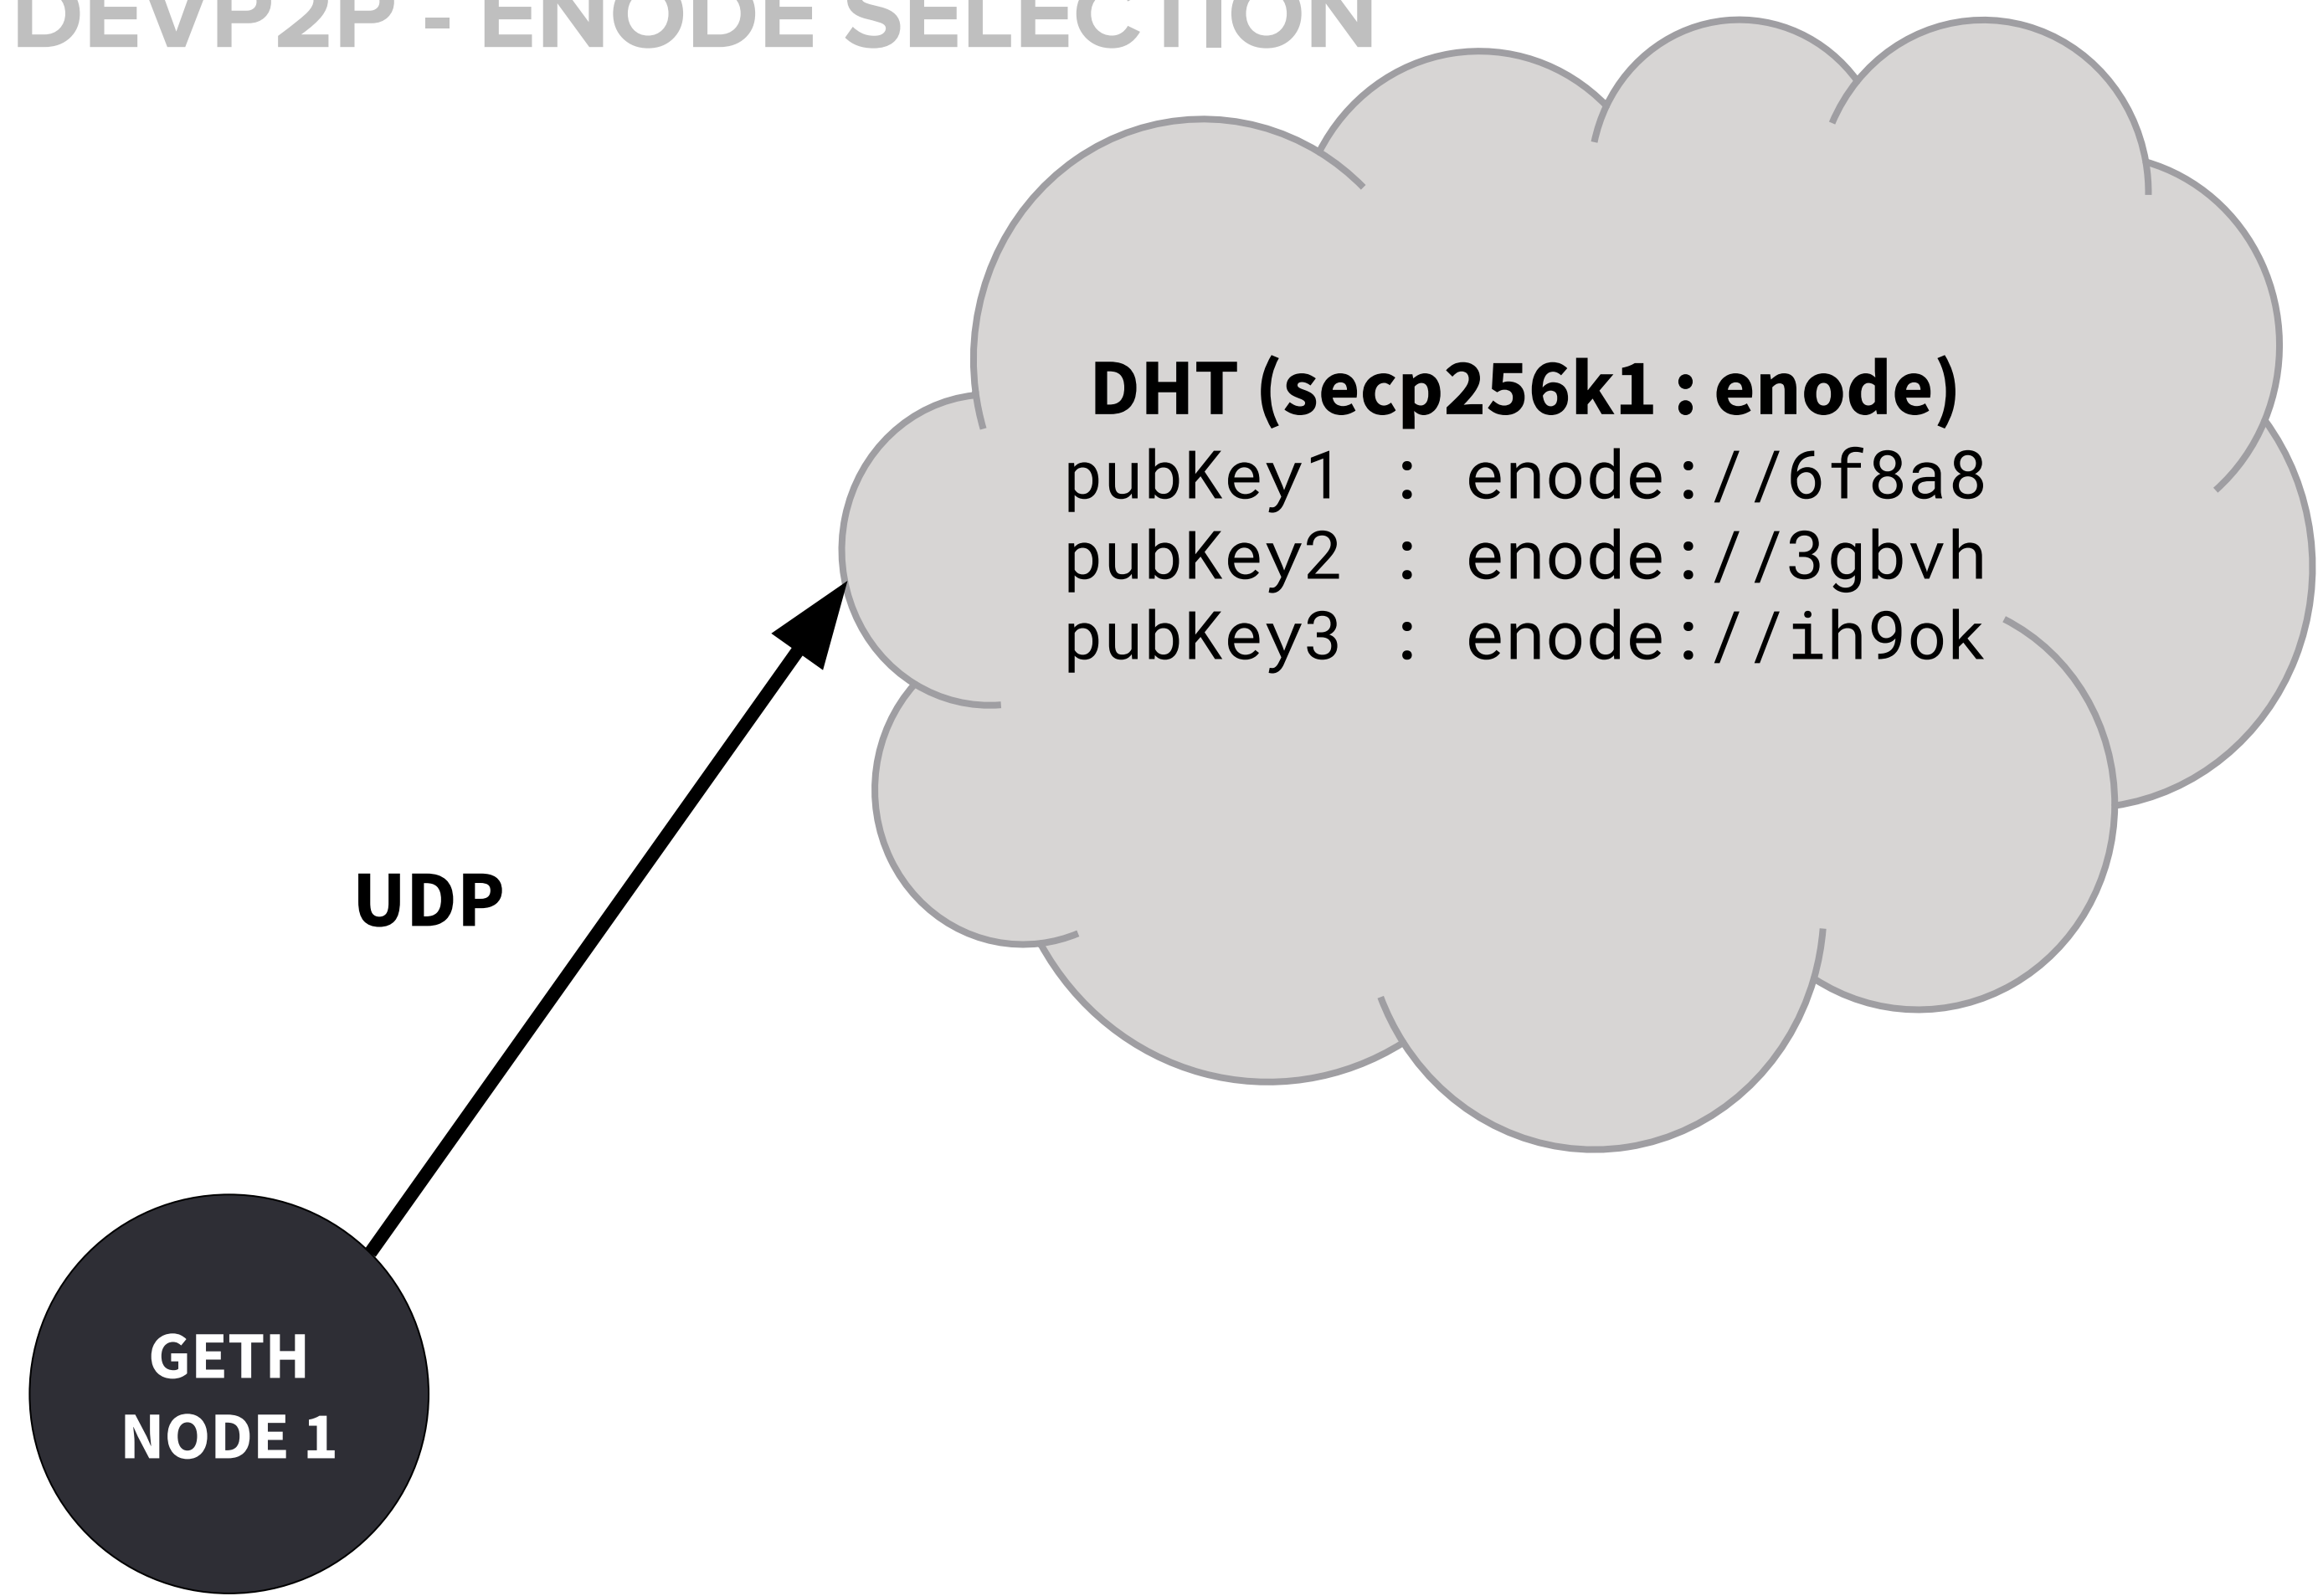 DEVP2P - ENODE SELECTION
DHT (secp256k1 : enode)
pubkey1 : enode://6f8a8
pubKey2 : enode://3gbvh
pubKey3 : enode://ih9ok
UDP
GETH
NODE 1